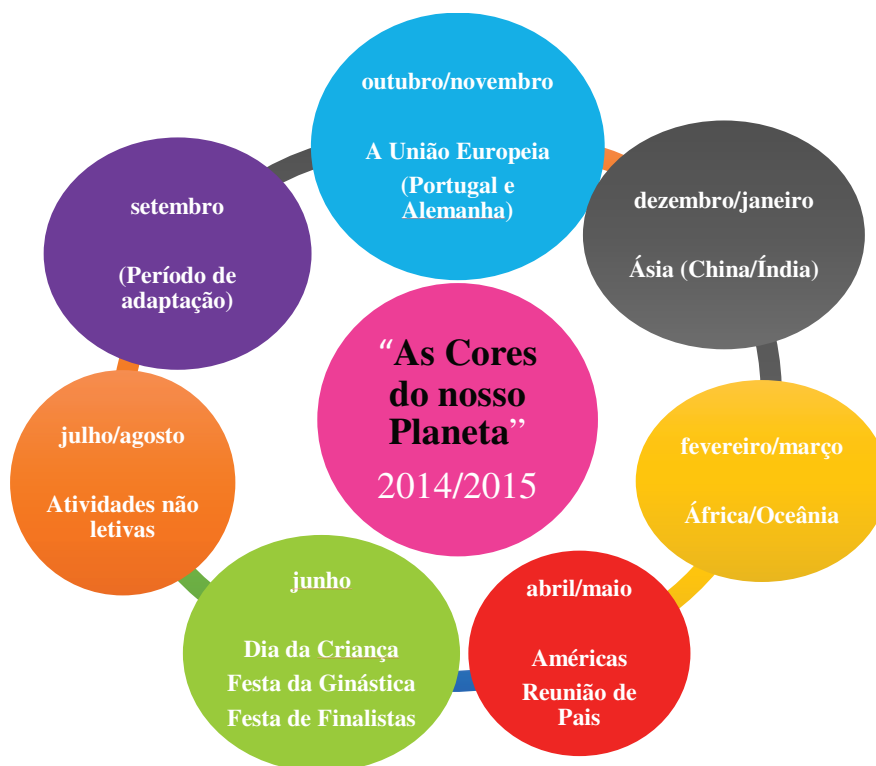 outubro/novembro
A União Europeia
(Portugal e
Alemanha)
dezembro/janeiro
Ásia (China/Índia)
fevereiro/março
África/Oceânia
abril/maio
Américas
Reunião de
Pais
junho
Dia da Criança
Festa da Ginástica
Festa de Finalistas
julho/agosto
Atividades não
letivas
setembro
(Período de
adaptação)
“As Cores
do nosso
Planeta”
2014/2015